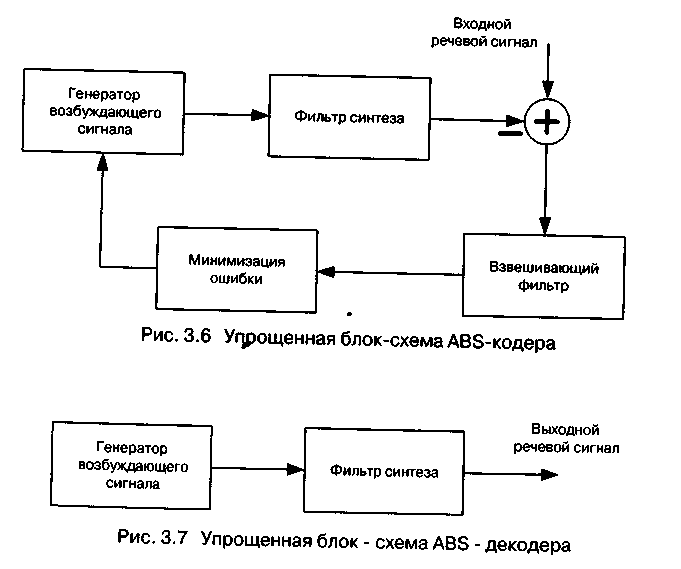 Входной
речевой сигнал
Генератор
возбуждающего
сигнала
Фильтр синтеза
Минимизация
ошибки
Взвешивающий
фильтр
Рис. 3.6 Упрощенная блок-схема ABS-кодера
Генератор
возбуждающего
сигнала
Фильтр синтеза
Выходной
речевой сигнал
Рис. 3.7 Упрощенная блок - схема ABS - декодера